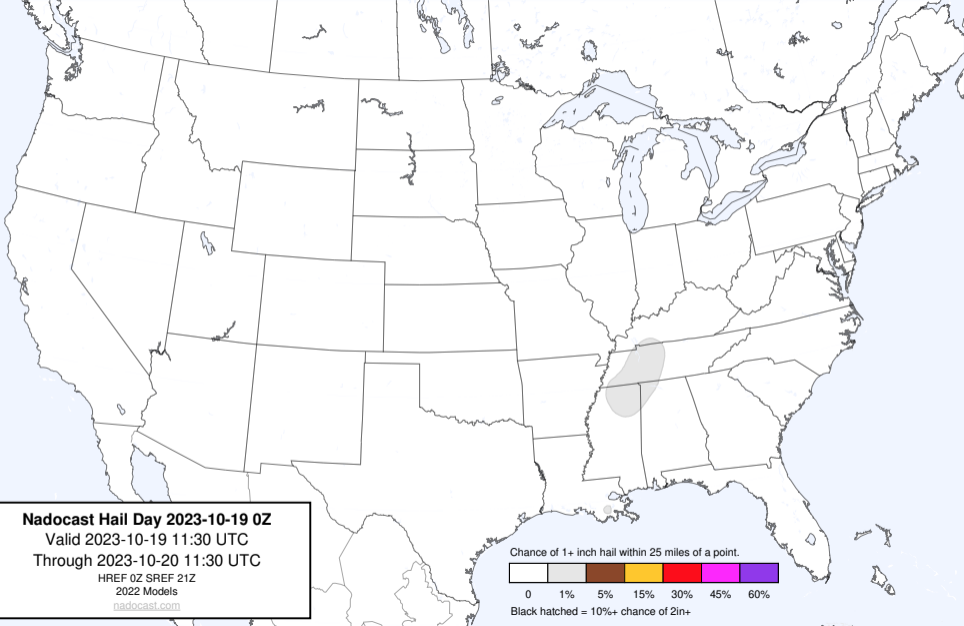 Nadocast Hail Day 2023-10-19 0Z
Valid 2023-10-19 11:30 UTC
Through 2023-10-20 11:30 UTC
HREF 0Z SREF 21Z
2022 Models
nadocast.com
Chance of 1+ inch hail within 25 miles of a point.
0 1% 5% 15% 30% 45% 60%
Black hatched = 10%+ chance of 2in+